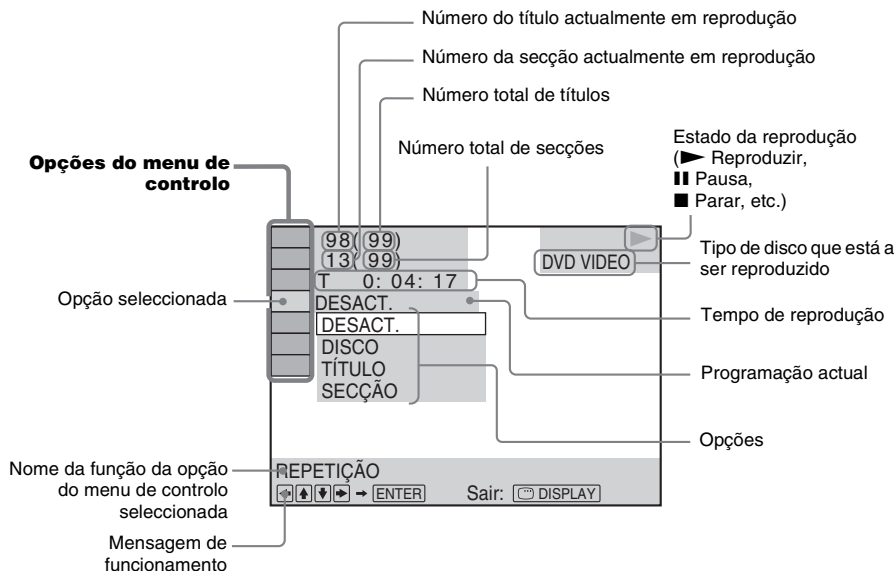 Número do título actualmente em reprodução
Número da secção actualmente em reprodução
Número total de títulos
Número total de secções
Estado da reprodução
(► Reproduzir,
❚❚ Pausa,
■ Parar, etc.)
Opções do menu de
controlo
98( 99)
13( 99)
T 0: 04: 17
DVD VIDEO
Tipo de disco que está a
ser reproduzido
Opção seleccionada
Tempo de reprodução
DESACT.
DESACT.
DISCO
TÍTULO
SECÇÃO
Programação actual
Opções
Nome da função da opção
do menu de controlo
seleccionada
REPETIÇÃO
ENTER Sair: DISPLAY
Mensagem de
funcionamento